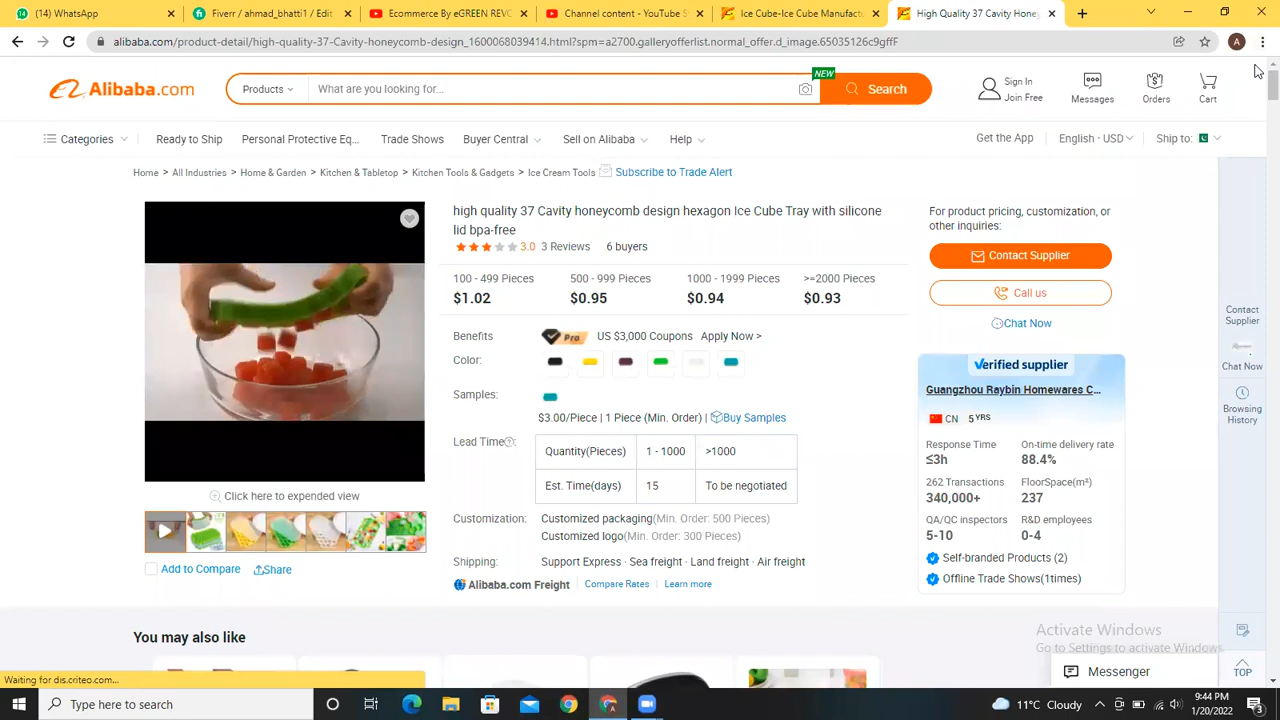 14 WhatsApp
Fiverr / ahmad_bhatti1 / Edit
Ecommerce By eGREEN REVO
Channel content - YouTube S
Ice Cube-Ice Cube Manufactu
High Quality 37 Cavity Honey
alibaba.com/product-detail/high-quality-37-Cavity-honeycomb-design_1600068039414.html?spm=a2700.galleryofferlist.normal_offer.d_image.65035126c9gffF
A
Alibaba.com
Products
What are you looking for...
NEW
Search
Sign In
Join Free
Messages
Orders
Cart
Categories
Ready to Ship
Personal Protective Eq...
Trade Shows
Buyer Central
Sell on Alibaba
Help
Get the App
English - USD
Ship to:
Home > All Industries > Home & Garden > Kitchen & Tabletop > Kitchen Tools & Gadgets > Ice Cream Tools
Subscribe to Trade Alert
high quality 37 Cavity honeycomb design hexagon Ice Cube Tray with silicone
lid bpa-free
3.0 3 Reviews 6 buyers
100 - 499 Pieces 500 - 999 Pieces 1000 - 1999 Pieces >=2000 Pieces
$1.02 $0.95 $0.94 $0.93
Benefits Pro US $3,000 Coupons Apply Now >
Color:
Samples:
$3.00/Piece | 1 Piece (Min. Order) | Buy Samples
Lead Time?:
Quantity(Pieces) 1 - 1000 >1000
Est. Time(days) 15 To be negotiated
Customization: Customized packaging(Min. Order: 500 Pieces)
Customized logo(Min. Order: 300 Pieces)
Shipping: Support Express · Sea freight · Land freight · Air freight
Alibaba.com Freight Compare Rates Learn more
Click here to expended view
Add to Compare Share
For product pricing, customization, or
other inquiries:
Contact Supplier
Call us
Chat Now
Verified supplier
Guangzhou Raybin Homewares C...
CN 5YRS
Response Time On-time delivery rate
≤3h 88.4%
262 Transactions FloorSpace(m²)
340,000+ 237
QA/QC inspectors R&D employees
5-10 0-4
Self-branded Products (2)
Offline Trade Shows(1times)
Contact
Supplier
Chat Now
Browsing
History
TOP
You may also like
Activate Windows
Go to Settings to activate Windows.
Messenger
Waiting for dis.criteo.com...
Type here to search
11°C Cloudy
9:44 PM
1/20/2022
3